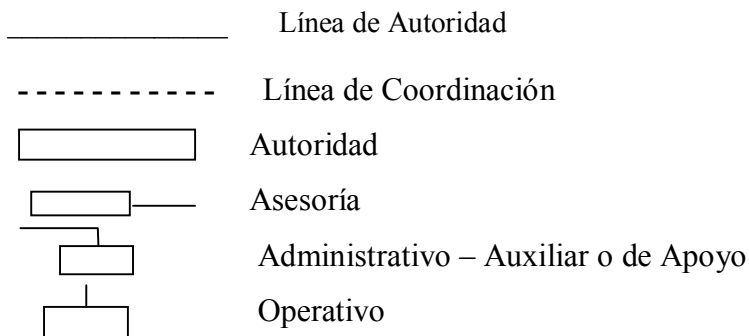 Línea de Autoridad
Línea de Coordinación
Autoridad
Asesoría
Administrativo – Auxiliar o de Apoyo
Operativo